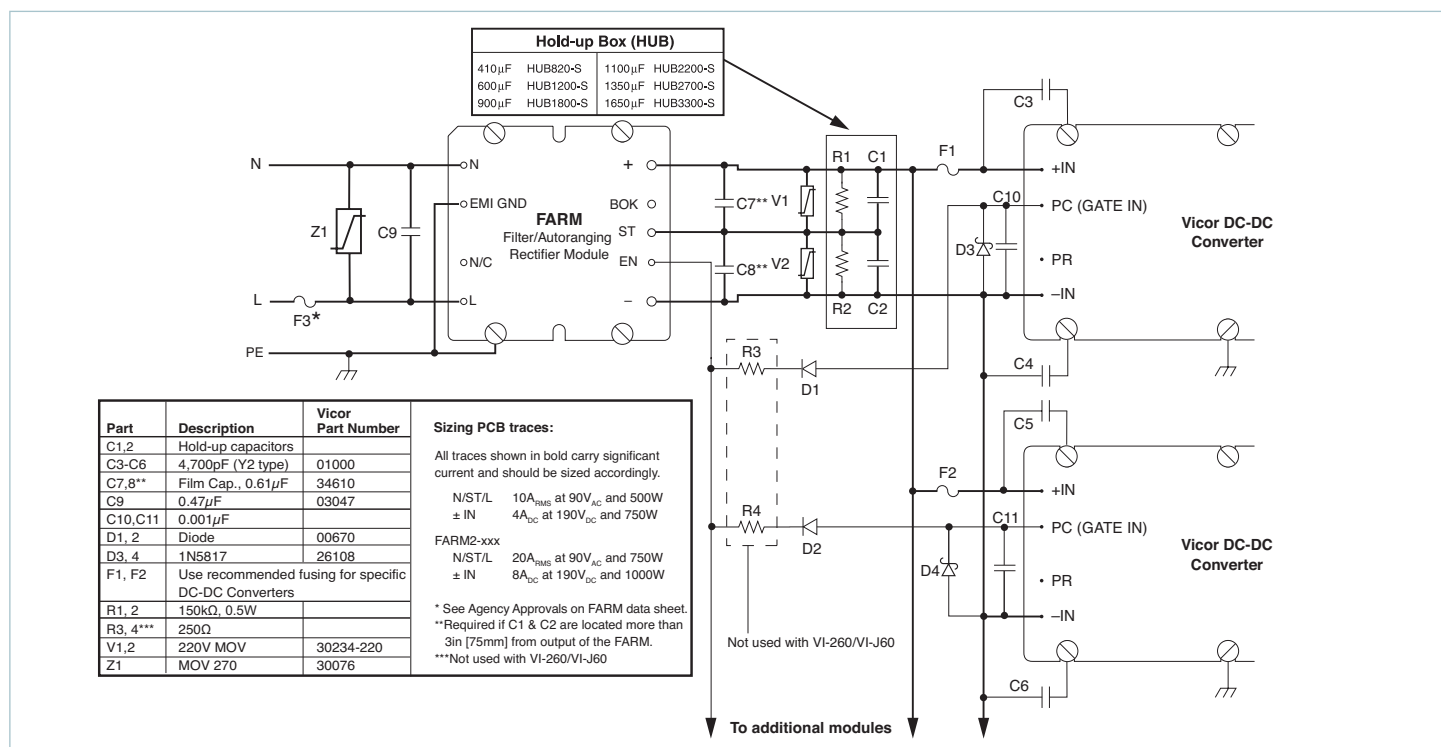 Hold-up Box (HUB)
410µF HUB820-S 1100µF HUB2200-S
600µF HUB1200-S 1350µF HUB2700-S
900µF HUB1800-S 1650µF HUB3300-S
C3
N
N
+
R1
C1
F1
+IN
EMI GND
BOK
C7**
V1
C10
PC (GATE IN)
FARM
Filter/Autoranging
Rectifier Module
Z1
C9
ST
D3
Vicor DC-DC
Converter
N/C
EN
C8**
V2
PR
L
L
–
R2
C2
–IN
F3*
PE
R3
D1
C4
C5
F2
+IN
R4
D2
C11
PC (GATE IN)
D4
Vicor DC-DC
Converter
PR
–IN
Not used with VI-260/VI-J60
C6
To additional modules
Part Description Vicor Part Number
C1,2 Hold-up capacitors
C3-C6 4,700pF (Y2 type) 01000
C7,8** Film Cap., 0.61µF 34610
C9 0.47µF 03047
C10,C11 0.001µF
D1, 2 Diode 00670
D3, 4 1N5817 26108
F1, F2 Use recommended fusing for specific
DC-DC Converters
R1, 2 150kΩ, 0.5W
R3, 4*** 250Ω
V1,2 220V MOV 30234-220
Z1 MOV 270 30076
Sizing PCB traces:
All traces shown in bold carry significant
current and should be sized accordingly.
N/ST/L 10ARMS at 90VAC and 500W
± IN 4ADC at 190VDC and 750W
FARM2-xxx
N/ST/L 20ARMS at 90VAC and 750W
± IN 8ADC at 190VDC and 1000W
* See Agency Approvals on FARM data sheet.
**Required if C1 & C2 are located more than
3in [75mm] from output of the FARM.
***Not used with VI-260/VI-J60